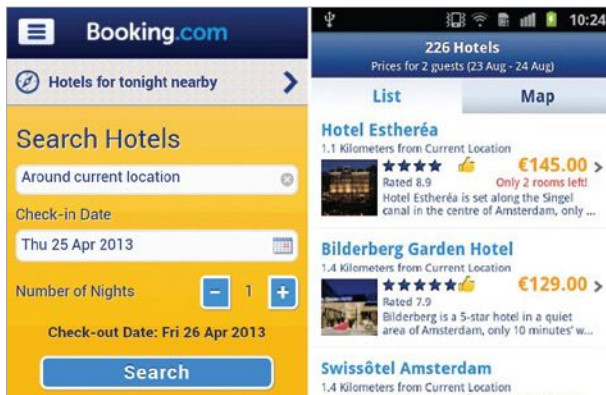 Booking.com
Hotels for tonight nearby
Search Hotels
Around current location
Check-in Date
Thu 25 Apr 2013
Number of Nights
− 1 +
Check-out Date: Fri 26 Apr 2013
Search
10:24
226 Hotels
Prices for 2 guests (23 Aug - 24 Aug)
List Map
Hotel Estheréa
1.1 Kilometers from Current Location
€145.00 >
Rated 8.9 Only 2 rooms left!
Hotel Estheréa is set along the Singel
canal in the centre of Amsterdam, only ...
Bilderberg Garden Hotel
1.4 Kilometers from Current Location
€129.00 >
Rated 7.9
Bilderberg is a 5-star hotel in a quiet
area of Amsterdam, only 10 minutes' w...
Swissôtel Amsterdam
1.4 Kilometers from Current Location